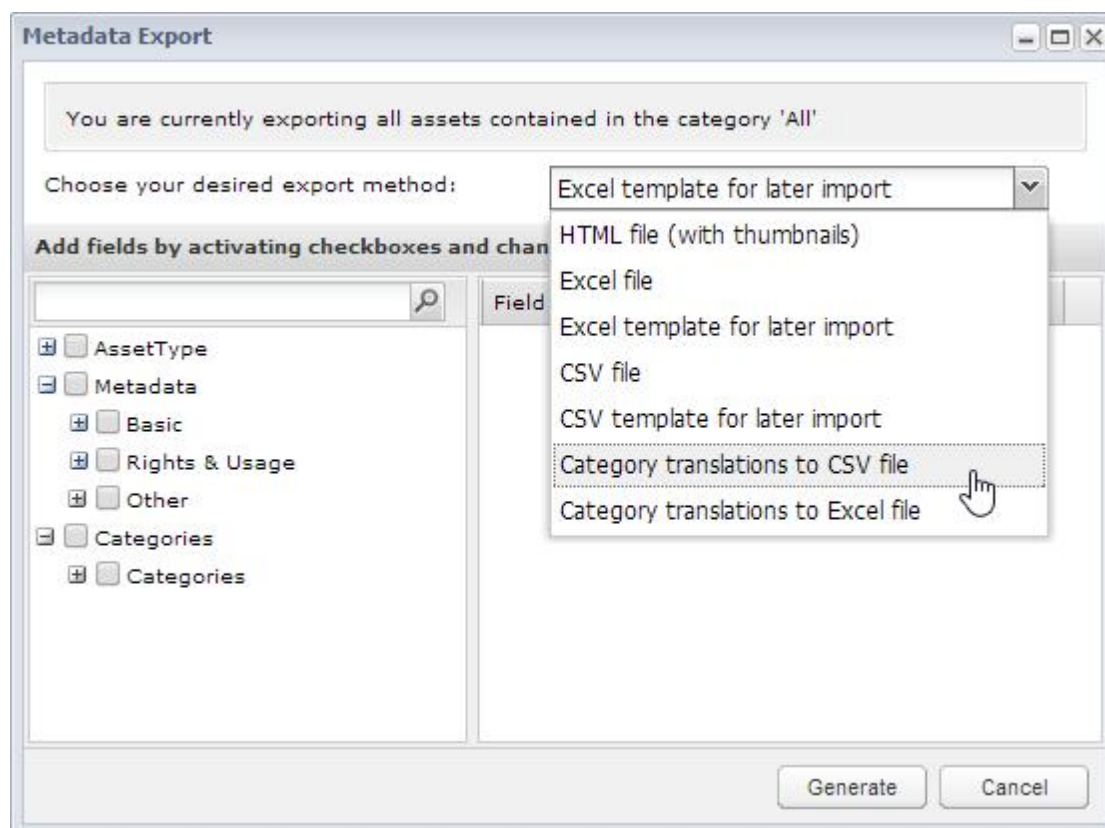 Metadata Export
You are currently exporting all assets contained in the category 'All'
Choose your desired export method:
Excel template for later import
HTML file (with thumbnails)
Excel file
Excel template for later import
CSV file
CSV template for later import
Category translations to CSV file
Category translations to Excel file
Add fields by activating checkboxes and chan
Field
AssetType
Metadata
Basic
Rights & Usage
Other
Categories
Categories
Generate
Cancel